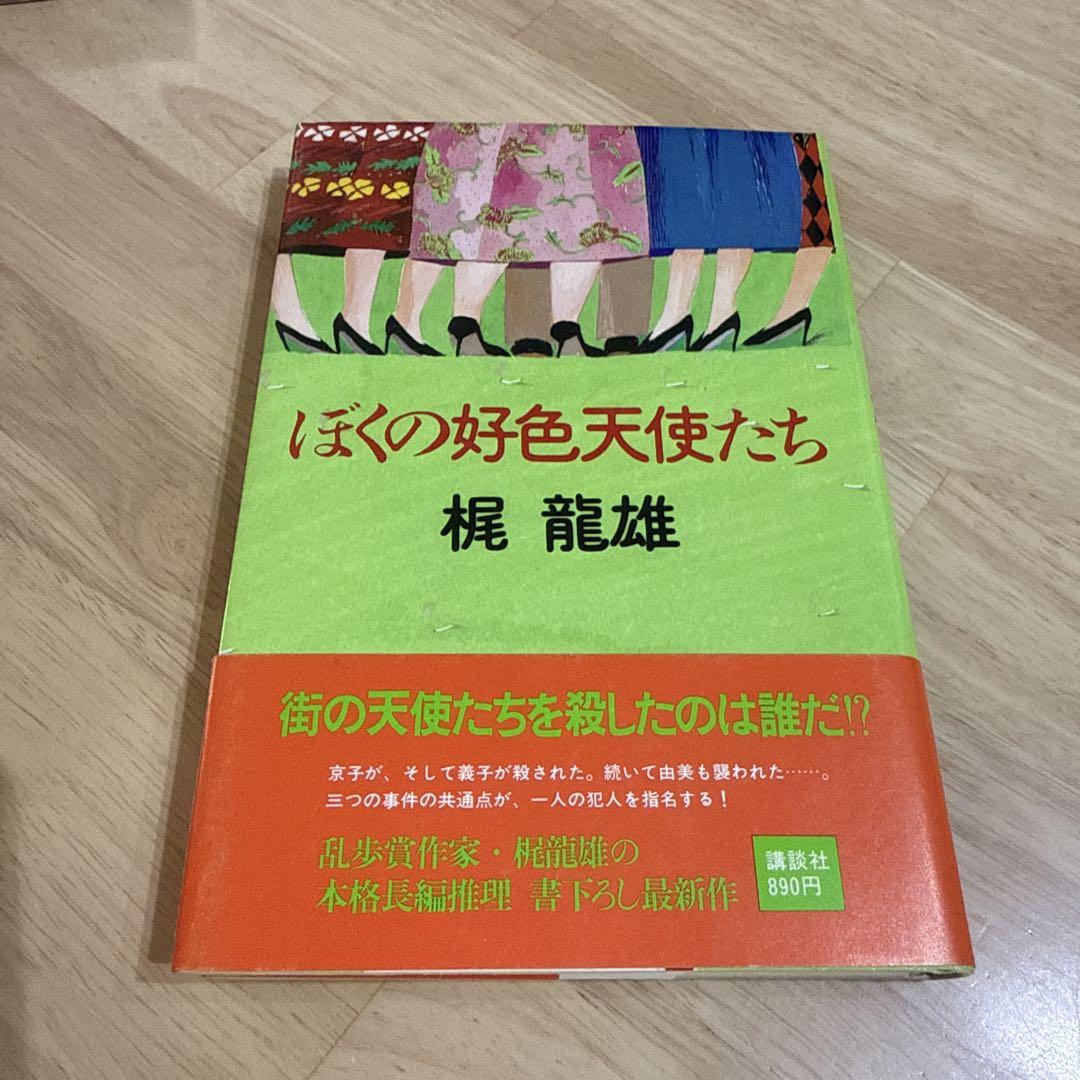 ぼくの好色天使たち
梶 龍雄
街の天使たちを殺したのは誰だ!?
京子が、そして義子が殺された。続いて由美も襲われた……。
三つの事件の共通点が、一人の犯人を指名する!
乱歩賞作家・梶龍雄の
本格長編推理 書下ろし最新作
講談社
890円